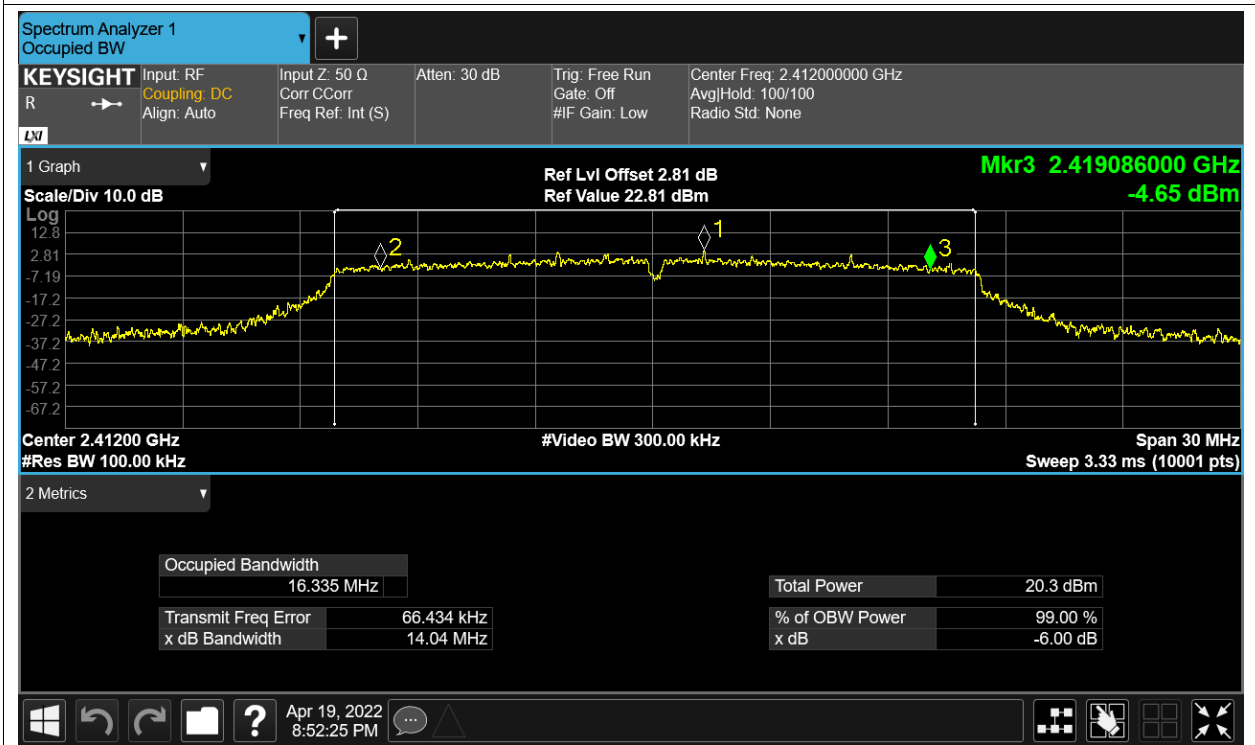 Spectrum Analyzer 1
Occupied BW
KEYSIGHT
R
LXI
Input: RF
Coupling: DC
Align: Auto
Input Z: 50 Ω
Corr CCorr
Freq Ref: Int (S)
Atten: 30 dB
Trig: Free Run
Gate: Off
#IF Gain: Low
Center Freq: 2.412000000 GHz
Avg|Hold: 100/100
Radio Std: None
1 Graph
Scale/Div 10.0 dB
Ref Lvl Offset 2.81 dB
Ref Value 22.81 dBm
Mkr3 2.419086000 GHz
-4.65 dBm
Log
12.8
2.81
-7.19
-17.2
-27.2
-37.2
-47.2
-57.2
-67.2
2
1
3
Center 2.41200 GHz
#Res BW 100.00 kHz
#Video BW 300.00 kHz
Span 30 MHz
Sweep 3.33 ms (10001 pts)
2 Metrics
Occupied Bandwidth
16.335 MHz
Transmit Freq Error 66.434 kHz
x dB Bandwidth 14.04 MHz
Total Power 20.3 dBm
% of OBW Power 99.00 %
x dB -6.00 dB
?
Apr 19, 2022
8:52:25 PM